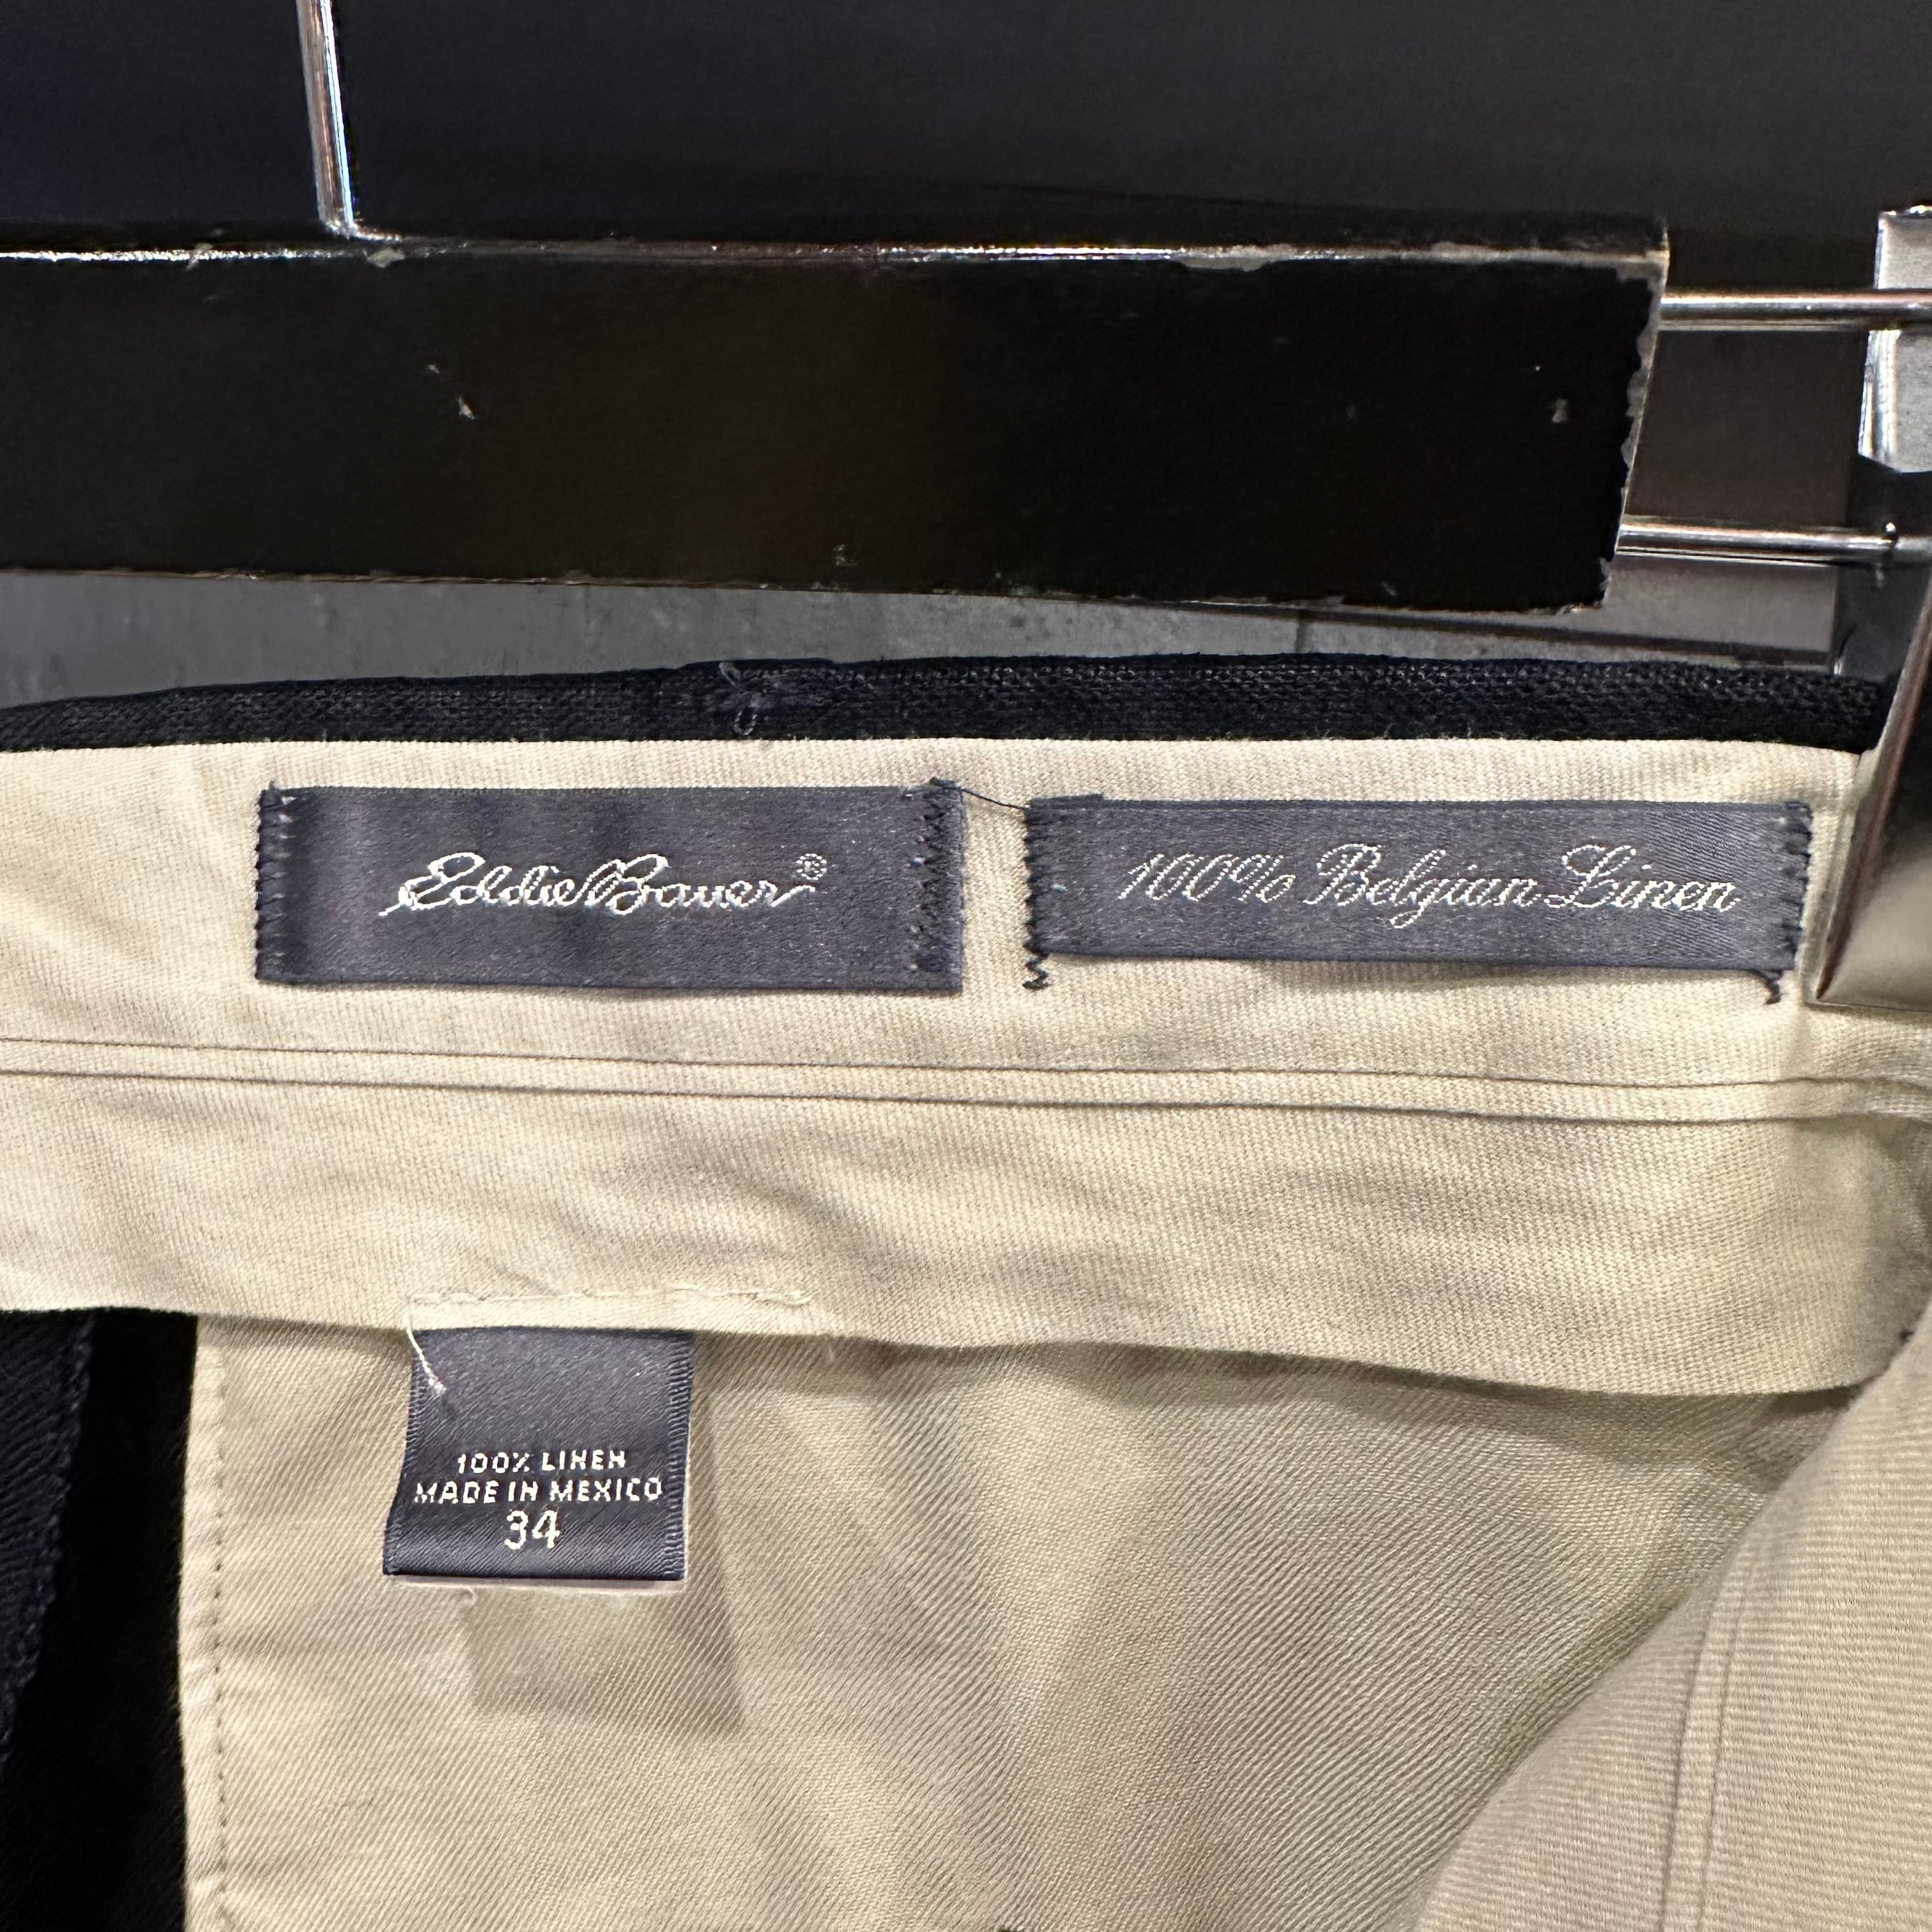 Eddie Bauer®
100% Belgian Linen
100% LINEN
MADE IN MEXICO
34